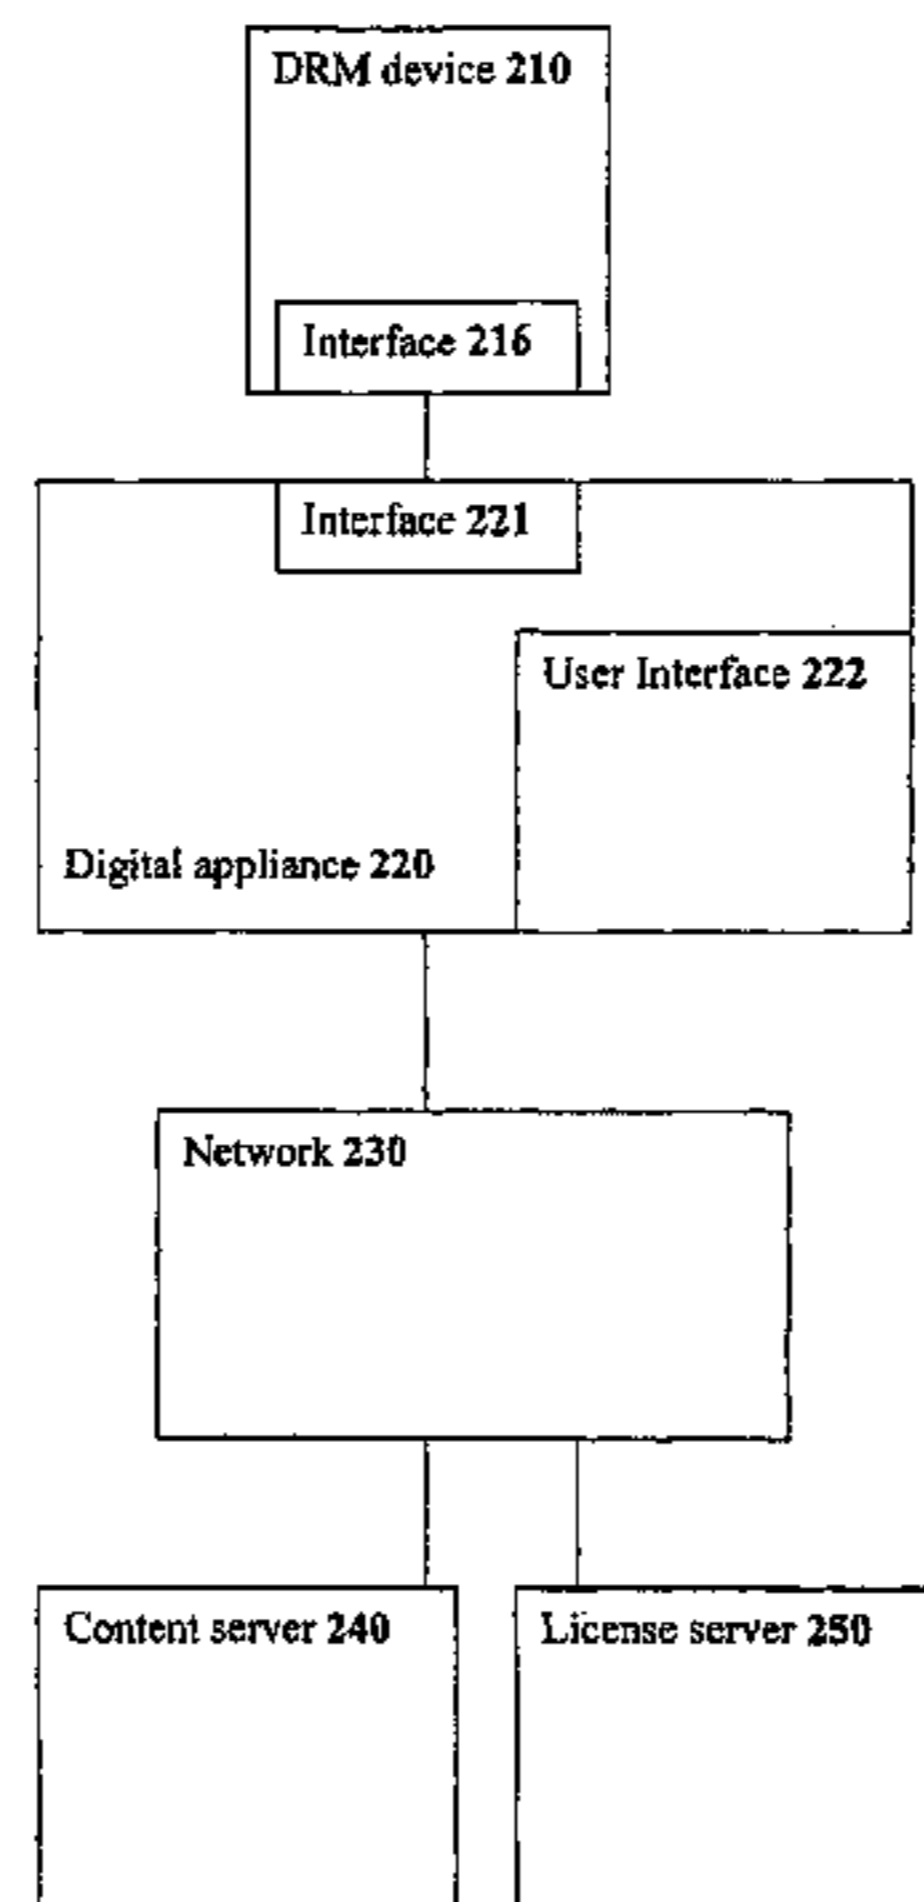 DRM device 210
Interface 216
Interface 221
User Interface 222
Digital appliance 220
Network 230
Content server 240
License server 250